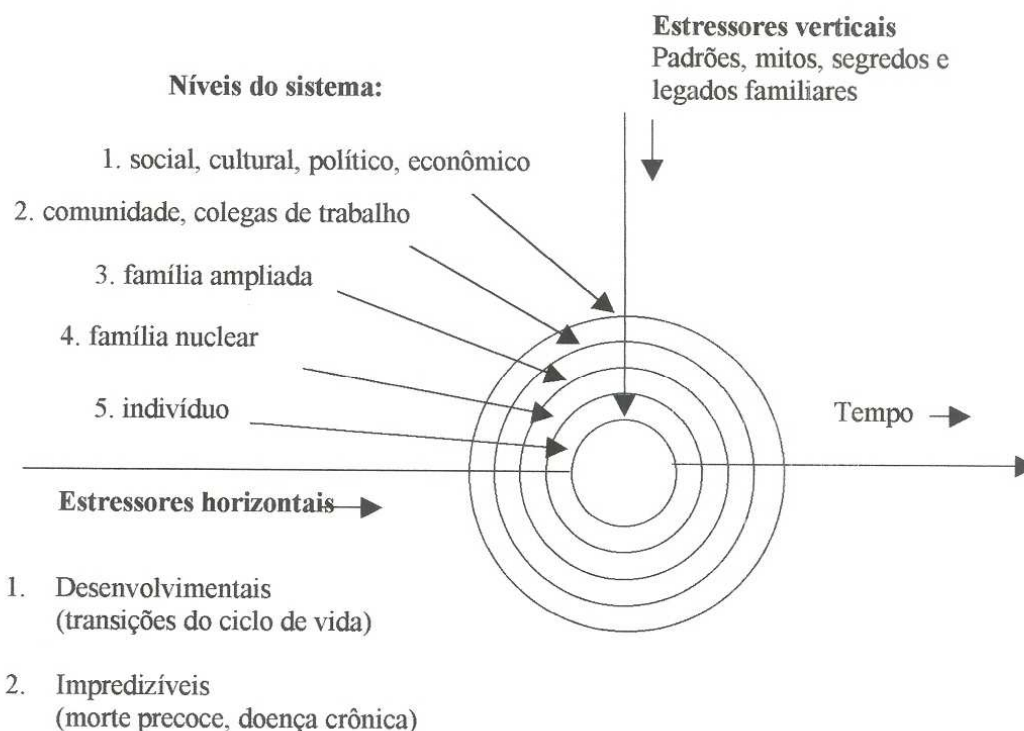 Estressores verticais
Padrões, mitos, segredos e
legados familiares
Níveis do sistema:
1. social, cultural, político, econômico
2. comunidade, colegas de trabalho
3. família ampliada
4. família nuclear
5. indivíduo
Tempo
Estressores horizontais
1. Desenvolvimentais
(transições do ciclo de vida)
2. Impredizíveis
(morte precoce, doença crônica)